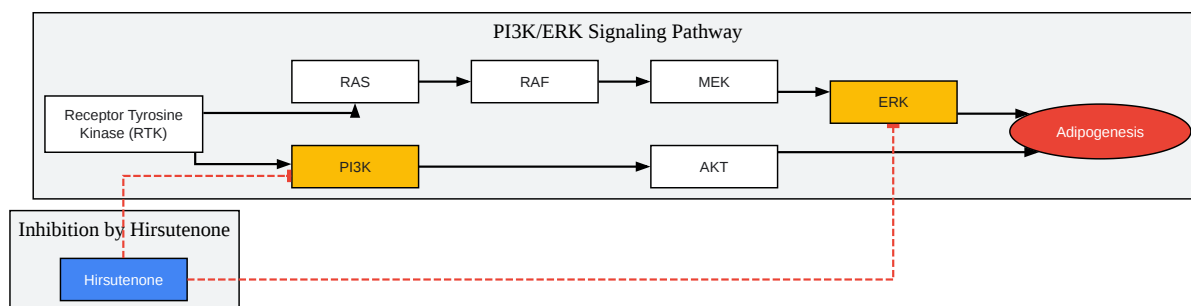 PI3K/ERK Signaling Pathway
RAS
RAF
MEK
ERK
Receptor Tyrosine
Kinase (RTK)
Adipogenesis
PI3K
AKT
Inhibition by Hirsutenone
Hirsutenone